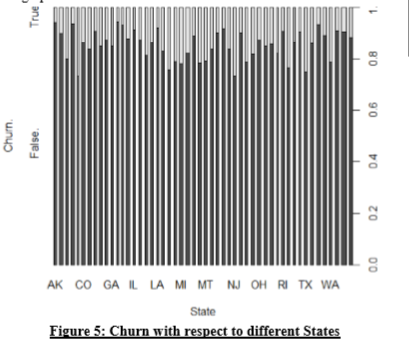 True
False.
Churn.
1.
0.8
0.6
0.4
0.2
0.0
AK CO GA IL LA MI MT NJ OH RI TX WA
State
Figure 5: Churn with respect to different States